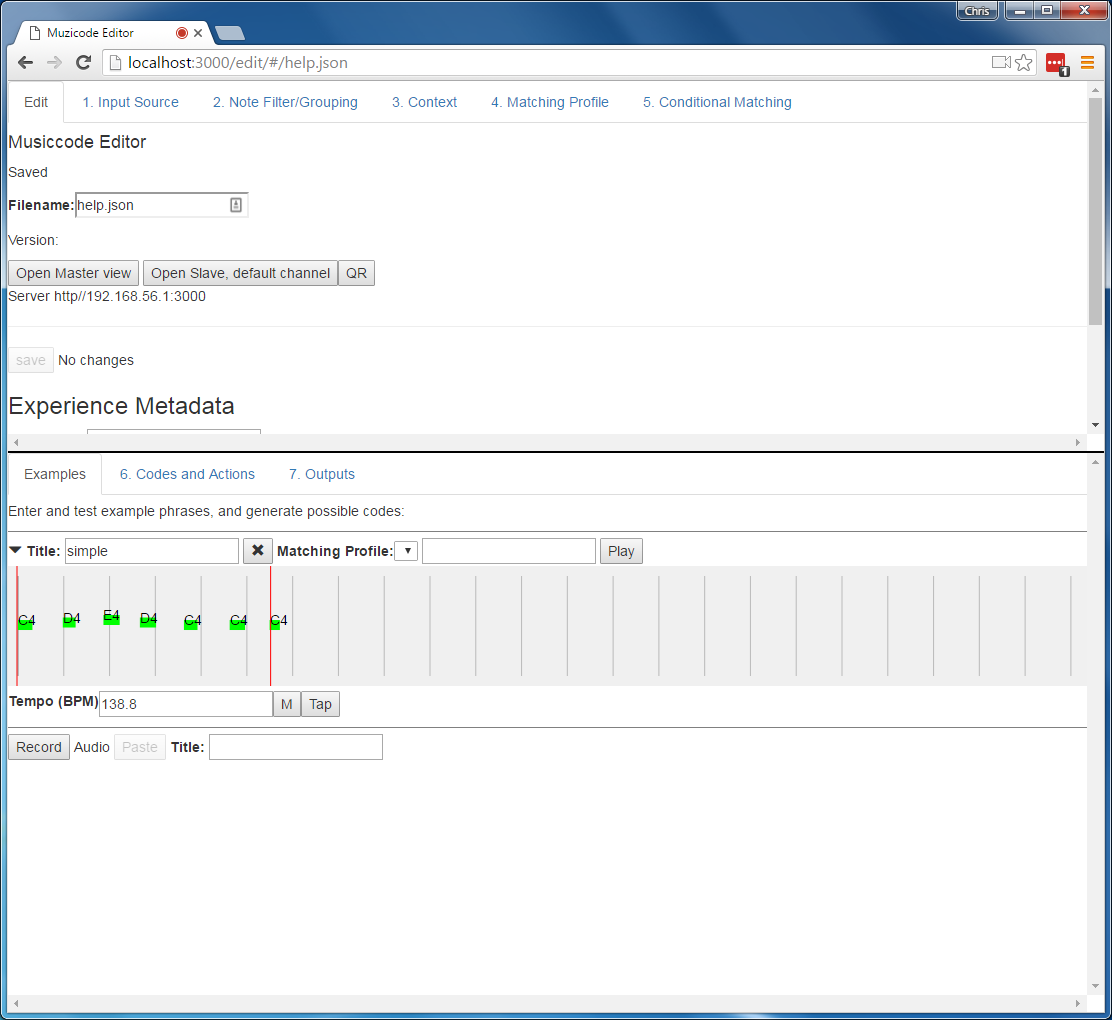 Chris
Muzicode Editor
localhost:3000/edit/#/help.json
1
Edit 1. Input Source 2. Note Filter/Grouping 3. Context 4. Matching Profile 5. Conditional Matching
Musiccode Editor
Saved
Filename: help.json
Version:
Open Master view Open Slave, default channel QR
Server http//192.168.56.1:3000
save No changes
Experience Metadata
Examples 6. Codes and Actions 7. Outputs
Enter and test example phrases, and generate possible codes:
Title: simple Matching Profile: Play
C4 D4 E4 D4 C4 C4 C4
Tempo (BPM) 138.8 M Tap
Record Audio Paste Title: